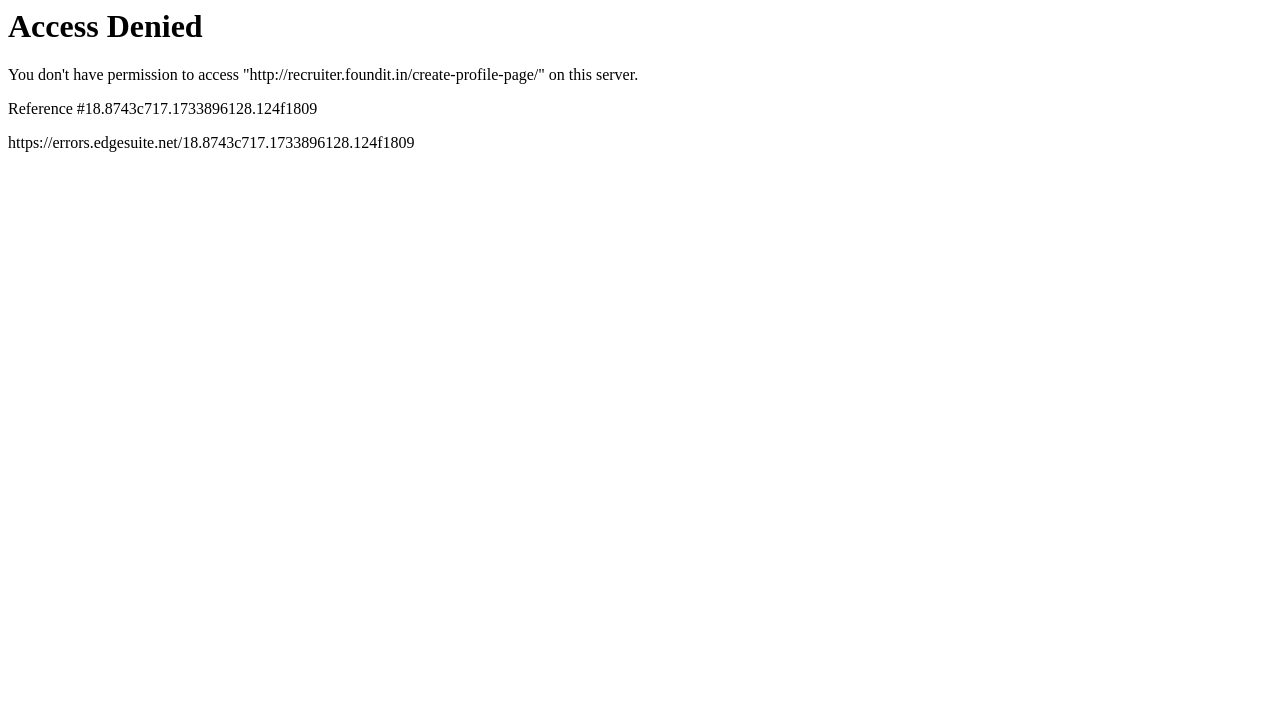 Access Denied
You don't have permission to access "http://recruiter.foundit.in/create-profile-page/" on this server.
Reference #18.8743c717.1733896128.124f1809
https://errors.edgesuite.net/18.8743c717.1733896128.124f1809